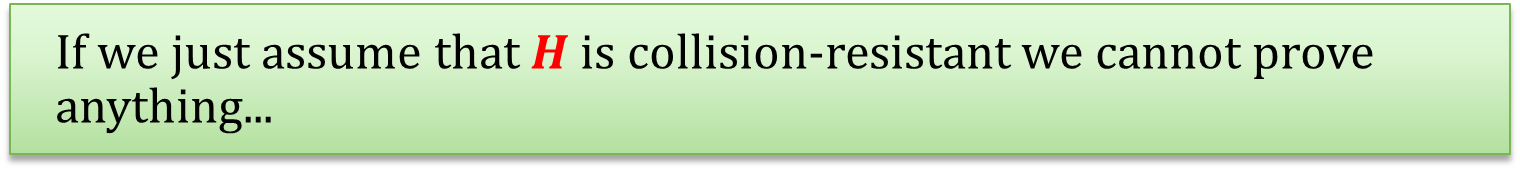 If we just assume that H is collision-resistant we cannot prove
anything...